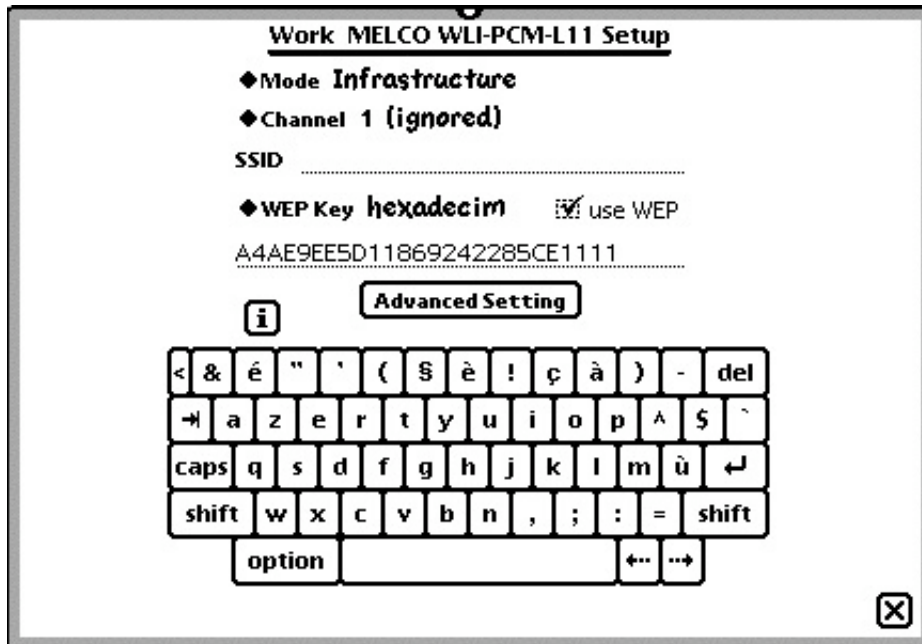 Work MELCO WLI-PCM-L11 Setup
◆Mode Infrastructure
◆Channel 1 (ignored)
SSID
◆WEP Key hexadecim use WEP
A4AE9EE5D11869242285CE1111
Advanced Setting
i
< & é " ' ( § è ! ç à ) - del
a z e r t y u i o p ^ $ `
caps q s d f g h j k l m ù
shift w x c v b n , ; : = shift
option